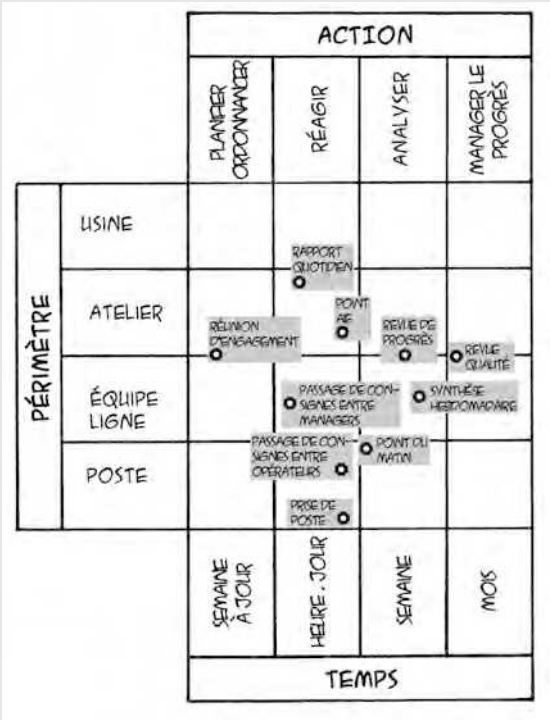 ACTION
PLANIFIER
ORDONNANCER
RÉAGIR
ANALYSER
MANAGER LE
PROGRÈS
PÉRIMÈTRE
USINE
RAPPORT
QUOTIDIEN
ATELIER
POINT
AIE
RÉUNION
D'ENGAGEMENT
REVUE DE
PROGRÈS
REVUE
QUALITÉ
ÉQUIPE
LIGNE
PASSAGE DE CON-
SIGNES ENTRE
MANAGERS
SYNTHÈSE
HEBDOMADAIRE
POSTE
PASSAGE DE CON-
SIGNES ENTRE
OPÉRATEURS
POINT DU
MATIN
PRISE DE
POSTE
SEMAINE
À JOUR
HEURE . JOUR
SEMAINE
MOIS
TEMPS